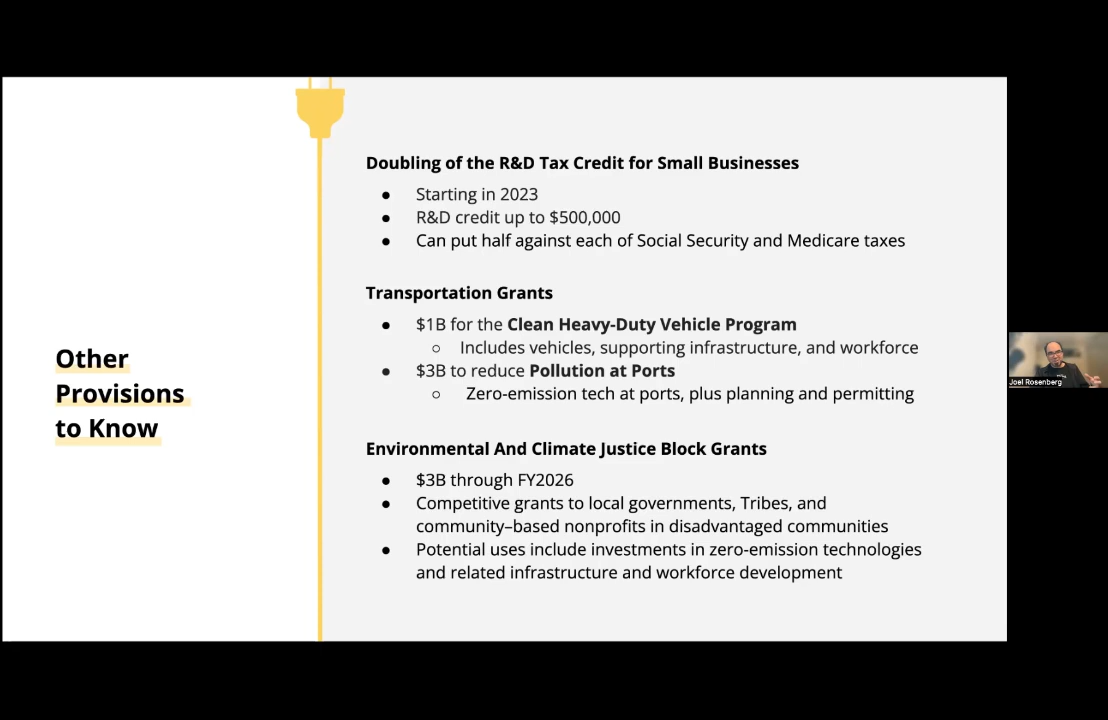 Other
Provisions
to Know
Doubling of the R&D Tax Credit for Small Businesses
● Starting in 2023
● R&D credit up to $500,000
● Can put half against each of Social Security and Medicare taxes
Transportation Grants
● $1B for the Clean Heavy-Duty Vehicle Program
○ Includes vehicles, supporting infrastructure, and workforce
● $3B to reduce Pollution at Ports
○ Zero-emission tech at ports, plus planning and permitting
Environmental And Climate Justice Block Grants
● $3B through FY2026
● Competitive grants to local governments, Tribes, and
community–based nonprofits in disadvantaged communities
● Potential uses include investments in zero-emission technologies
and related infrastructure and workforce development
Joel Rosenberg